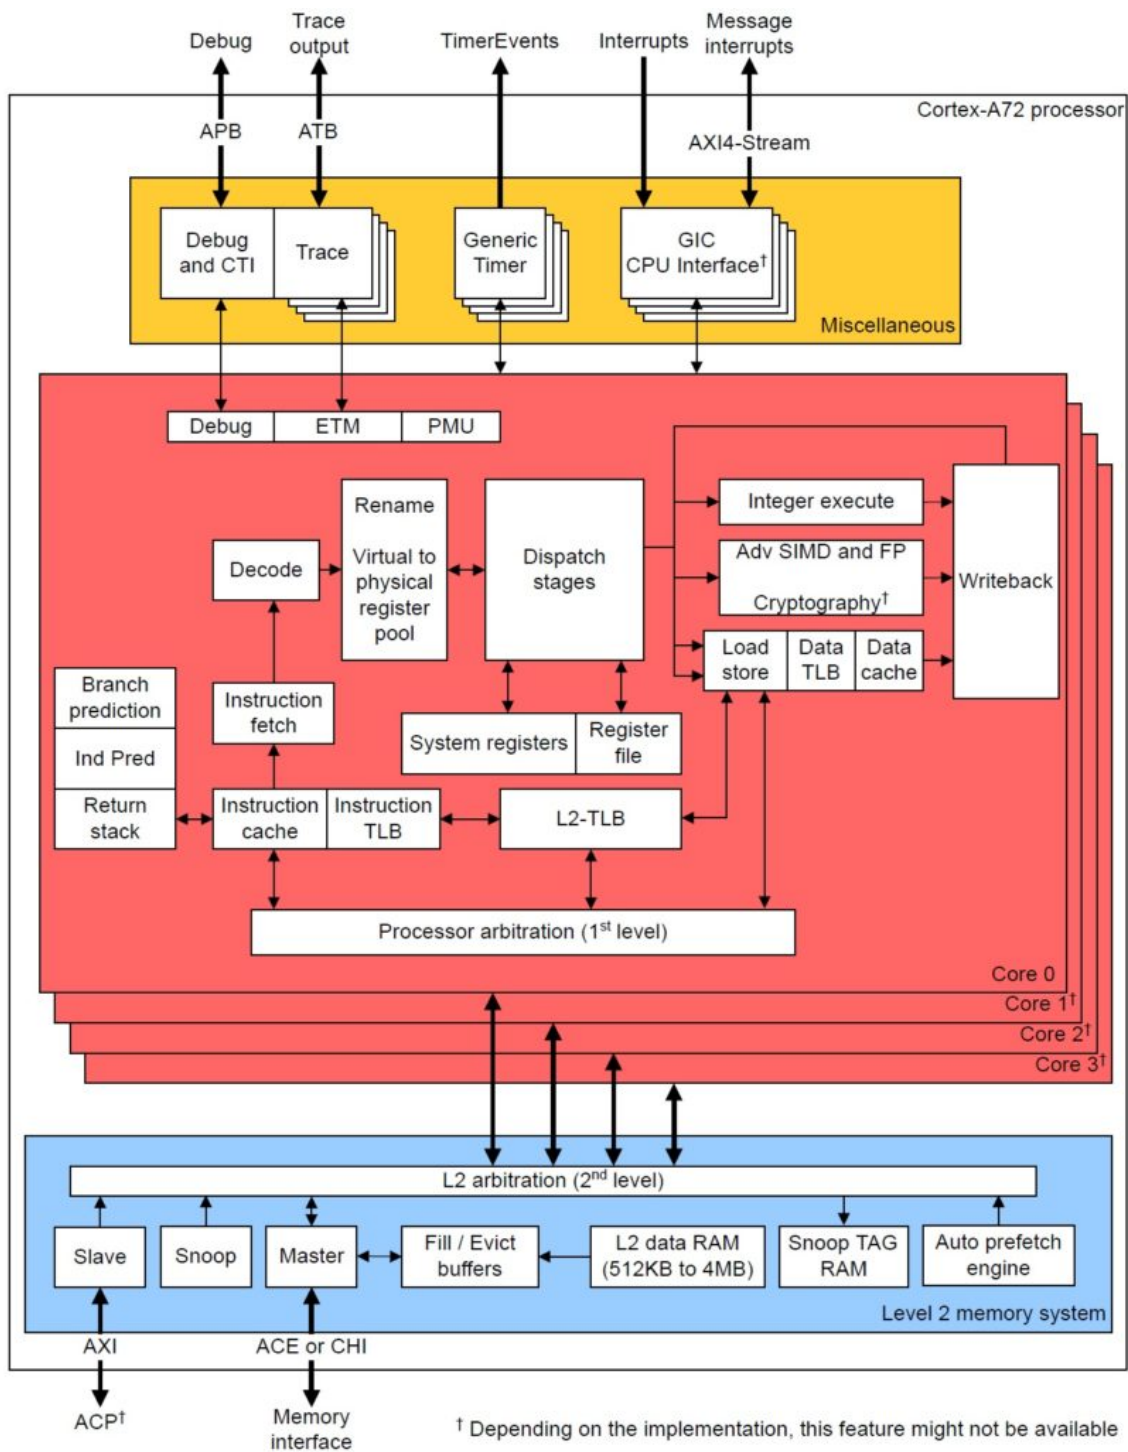 Debug
Trace
output
TimerEvents
Interrupts
Message
interrupts
Cortex-A72 processor
APB
ATB
AXI4-Stream
Debug
and CTI
Trace
Generic
Timer
GIC
CPU Interface†
Miscellaneous
Debug
ETM
PMU
Rename
Virtual to
physical
register
pool
Dispatch
stages
Integer execute
Decode
Adv SIMD and FP
Cryptography†
Writeback
Load
store
Data
TLB
Data
cache
Branch
prediction
Instruction
fetch
System registers
Register
file
Ind Pred
Return
stack
Instruction
cache
Instruction
TLB
L2-TLB
Processor arbitration (1st level)
Core 0
Core 1†
Core 2†
Core 3†
L2 arbitration (2nd level)
Slave
Snoop
Master
Fill / Evict
buffers
L2 data RAM
(512KB to 4MB)
Snoop TAG
RAM
Auto prefetch
engine
Level 2 memory system
AXI
ACE or CHI
ACP†
Memory
interface
† Depending on the implementation, this feature might not be available